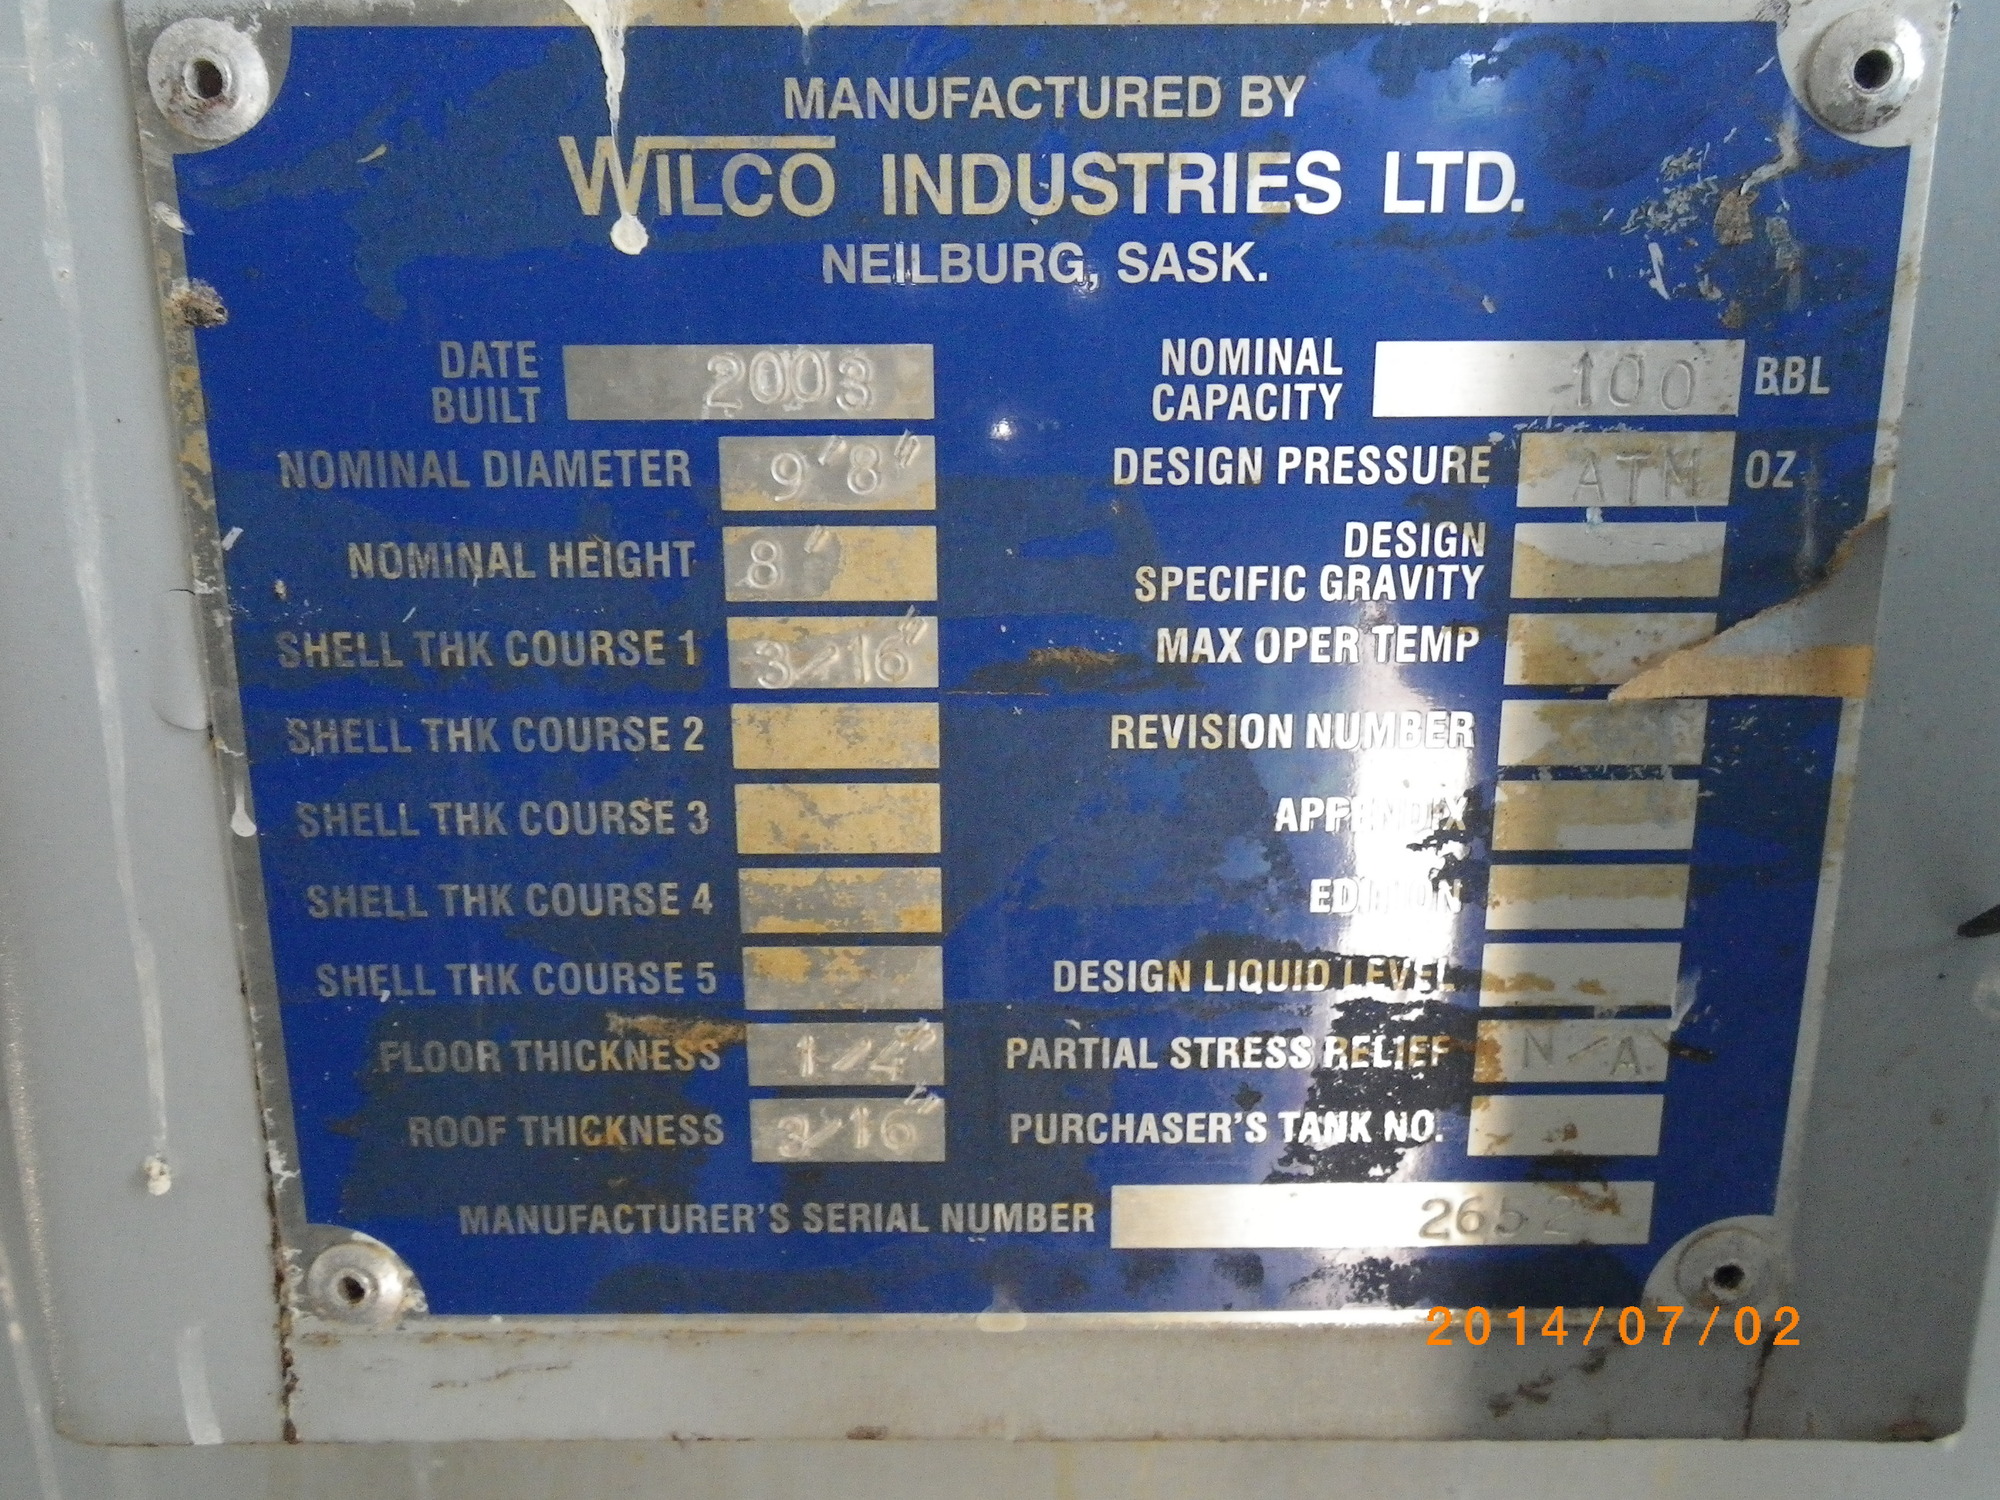 MANUFACTURED BY
WILCO INDUSTRIES LTD.
NEILBURG, SASK.
DATE BUILT 2003
NOMINAL CAPACITY 100 BBL
NOMINAL DIAMETER 9'8"
DESIGN PRESSURE ATM OZ
NOMINAL HEIGHT 8'
DESIGN SPECIFIC GRAVITY
SHELL THK COURSE 1 3/16"
MAX OPER TEMP
SHELL THK COURSE 2
REVISION NUMBER
SHELL THK COURSE 3
APPENDIX
SHELL THK COURSE 4
EDITION
SHELL THK COURSE 5
DESIGN LIQUID LEVEL
FLOOR THICKNESS 1/4"
PARTIAL STRESS RELIEF N/A
ROOF THICKNESS 3/16"
PURCHASER'S TANK NO.
MANUFACTURER'S SERIAL NUMBER 2652
2014/07/02